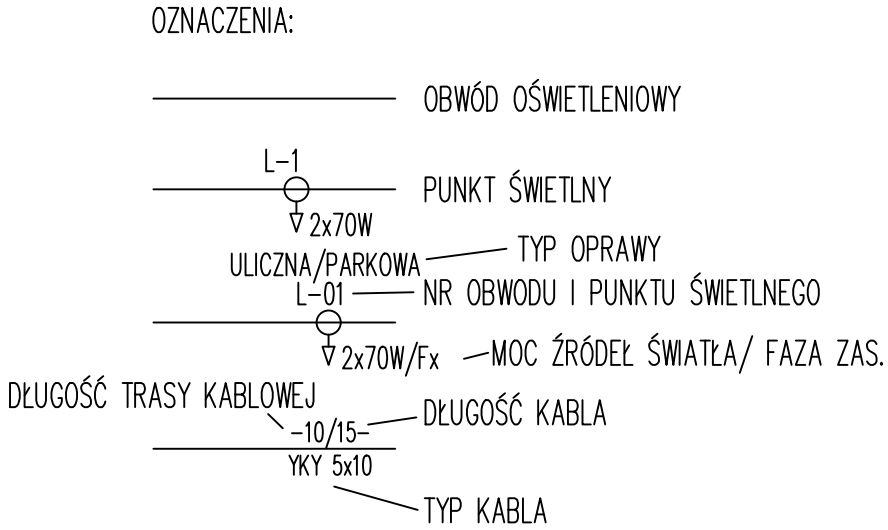 OZNACZENIA:
OBWÓD OŚWIETLENIOWY
L-1
PUNKT ŚWIETLNY
2x70W
TYP OPRAWY
ULICZNA/PARKOWA
L-01
NR OBWODU I PUNKTU ŚWIETLNEGO
2x70W/Fx
MOC ŹRÓDEŁ ŚWIATŁA/ FAZA ZAS.
DŁUGOŚĆ TRASY KABLOWEJ
DŁUGOŚĆ KABLA
-10/15-
YKY 5x10
TYP KABLA